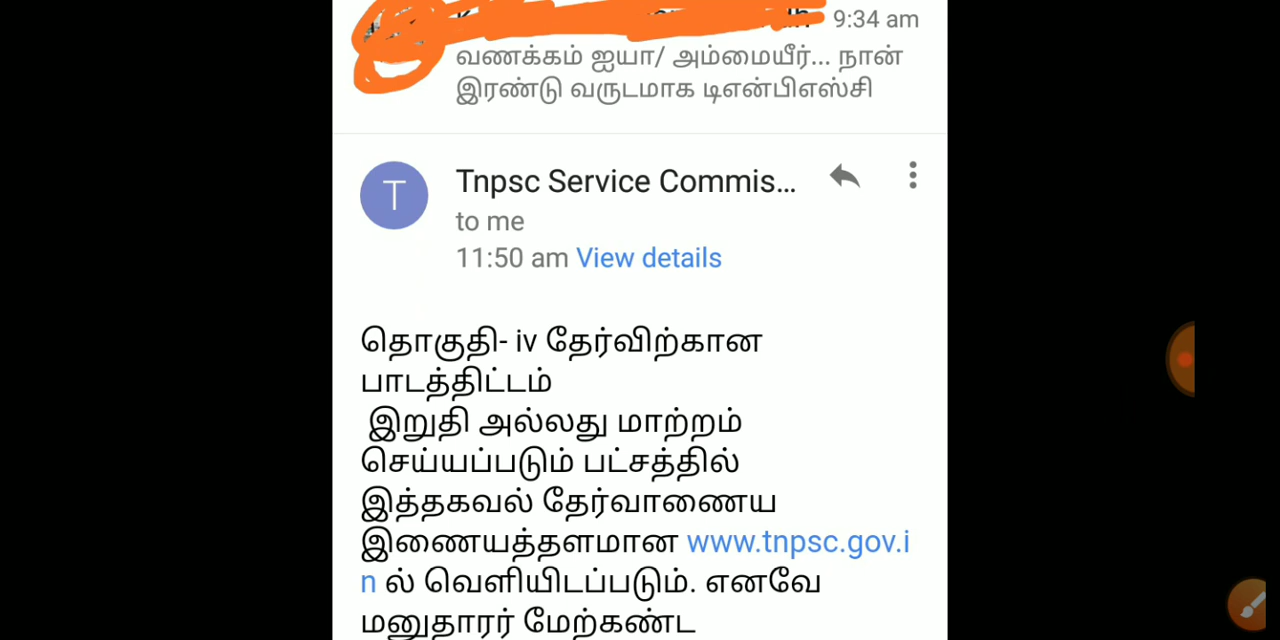 9:34 am
வணக்கம் ஐயா/ அம்மையீர்... நான்
இரண்டு வருடமாக டிஎன்பிஎஸ்சி
T
Tnpsc Service Commis...
to me
11:50 am View details
தொகுதி- iv தேர்விற்கான
பாடத்திட்டம்
இறுதி அல்லது மாற்றம்
செய்யப்படும் பட்சத்தில்
இத்தகவல் தேர்வாணைய
இணையத்தளமான www.tnpsc.gov.i
n ல் வெளியிடப்படும். எனவே
மனுதாரர் மேற்கண்ட